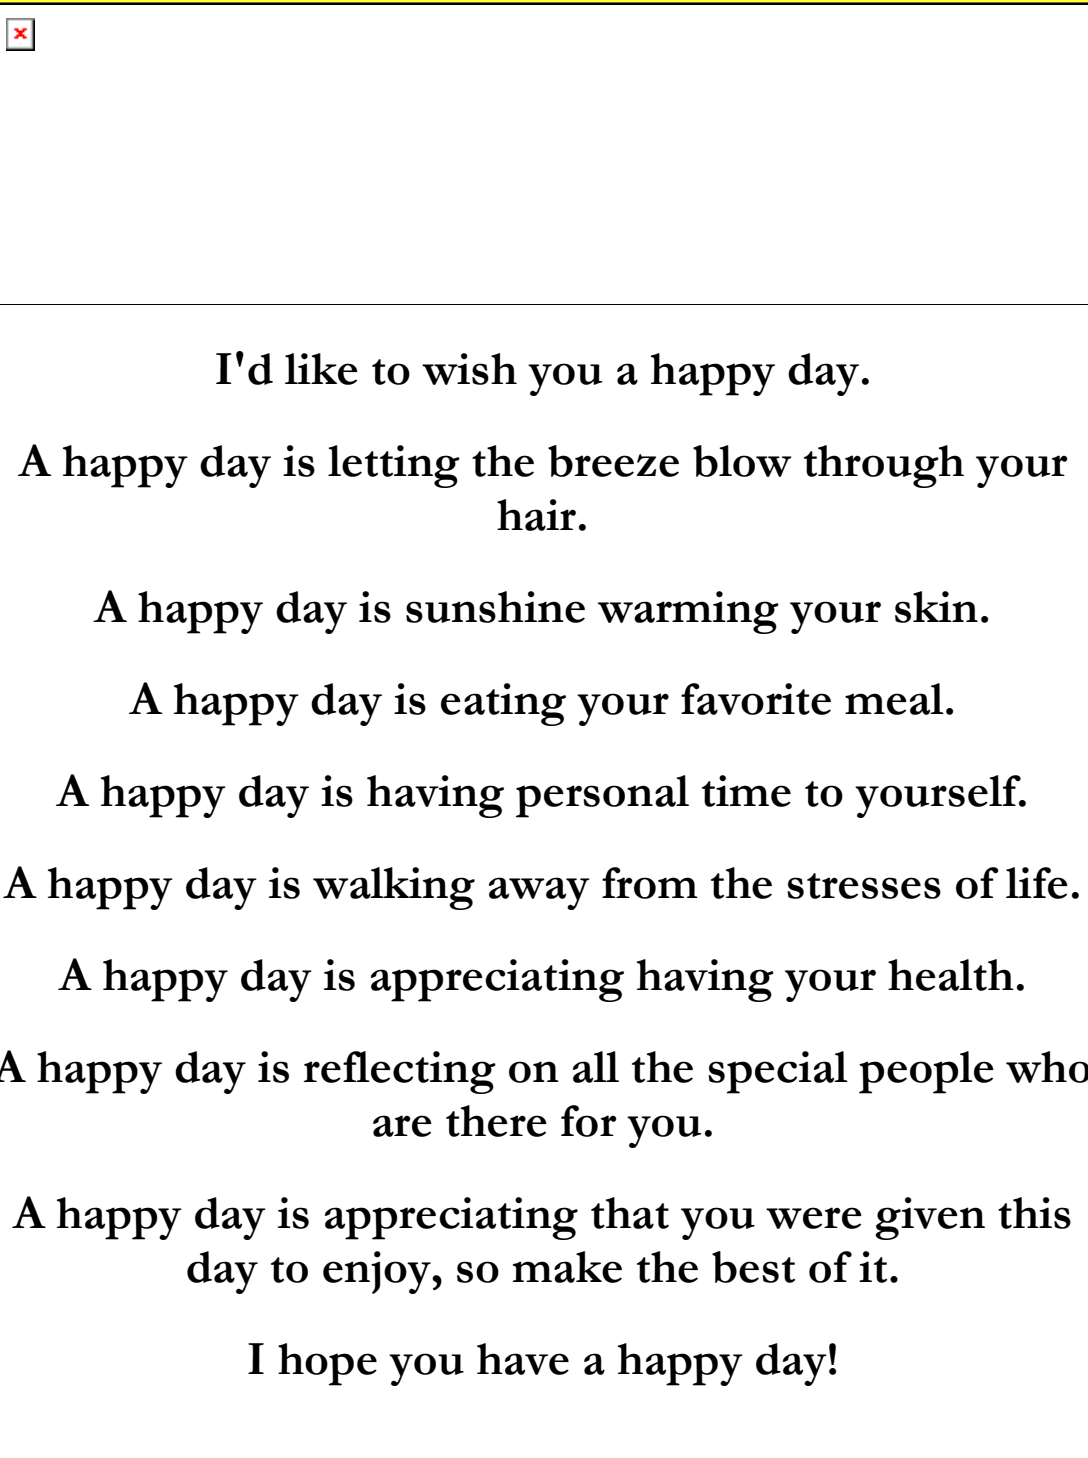 I'd like to wish you a happy day.
A happy day is letting the breeze blow through your
hair.
A happy day is sunshine warming your skin.
A happy day is eating your favorite meal.
A happy day is having personal time to yourself.
A happy day is walking away from the stresses of life.
A happy day is appreciating having your health.
A happy day is reflecting on all the special people who
are there for you.
A happy day is appreciating that you were given this
day to enjoy, so make the best of it.
I hope you have a happy day!